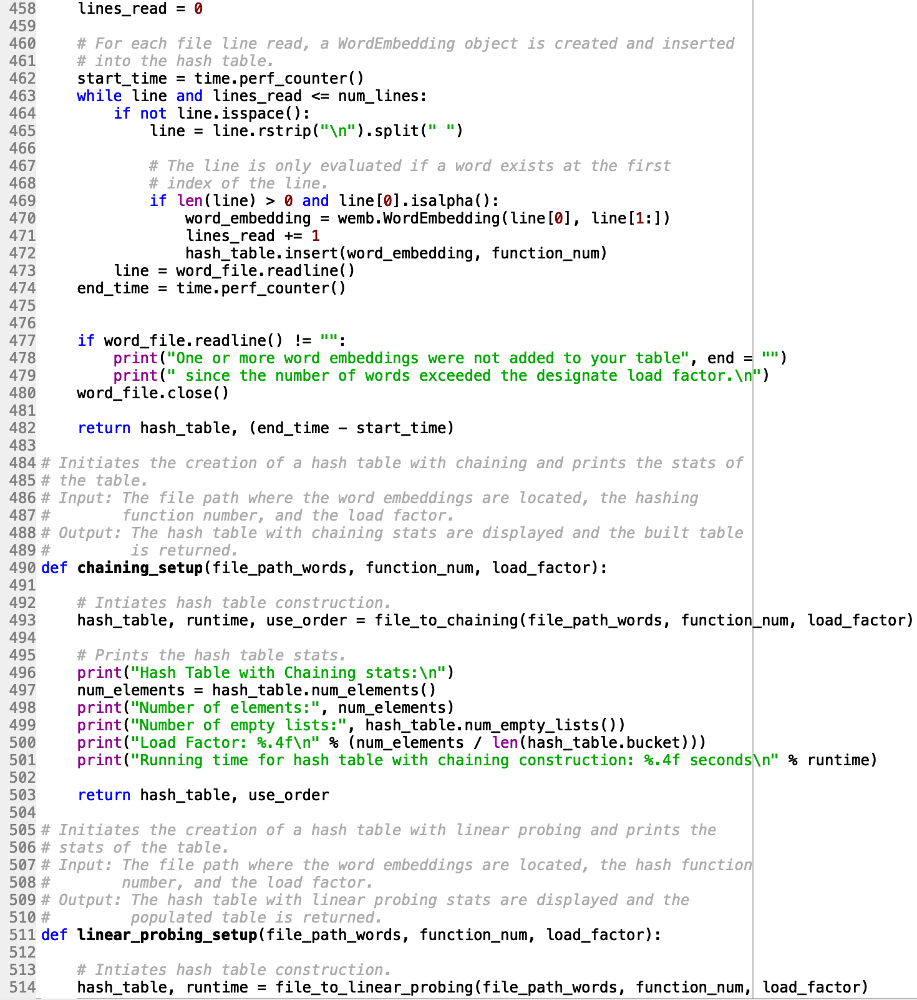 458     lines_read = 0
459
460     # For each file line read, a WordEmbedding object is created and inserted
461     # into the hash table.
462     start_time = time.perf_counter()
463     while line and lines_read <= num_lines:
464         if not line.isspace():
465             line = line.rstrip("\n").split(" ")
466
467             # The line is only evaluated if a word exists at the first
468             # index of the line.
469             if len(line) > 0 and line[0].isalpha():
470                 word_embedding = wemb.WordEmbedding(line[0], line[1:])
471                 lines_read += 1
472                 hash_table.insert(word_embedding, function_num)
473         line = word_file.readline()
474     end_time = time.perf_counter()
475
476
477     if word_file.readline() != "":
478         print("One or more word embeddings were not added to your table", end = "")
479         print(" since the number of words exceeded the designate load factor.\n")
480     word_file.close()
481
482     return hash_table, (end_time - start_time)
483
484 # Initiates the creation of a hash table with chaining and prints the stats of
485 # the table.
486 # Input: The file path where the word embeddings are located, the hashing
487 #        function number, and the load factor.
488 # Output: The hash table with chaining stats are displayed and the built table
489 #         is returned.
490 def chaining_setup(file_path_words, function_num, load_factor):
491
492     # Intiates hash table construction.
493     hash_table, runtime, use_order = file_to_chaining(file_path_words, function_num, load_factor)
494
495     # Prints the hash table stats.
496     print("Hash Table with Chaining stats:\n")
497     num_elements = hash_table.num_elements()
498     print("Number of elements:", num_elements)
499     print("Number of empty lists:", hash_table.num_empty_lists())
500     print("Load Factor: %.4f\n" % (num_elements / len(hash_table.bucket)))
501     print("Running time for hash table with chaining construction: %.4f seconds\n" % runtime)
502
503     return hash_table, use_order
504
505 # Initiates the creation of a hash table with linear probing and prints the
506 # stats of the table.
507 # Input: The file path where the word embeddings are located, the hash function
508 #        number, and the load factor.
509 # Output: The hash table with linear probing stats are displayed and the
510 #         populated table is returned.
511 def linear_probing_setup(file_path_words, function_num, load_factor):
512
513     # Intiates hash table construction.
514     hash_table, runtime = file_to_linear_probing(file_path_words, function_num, load_factor)